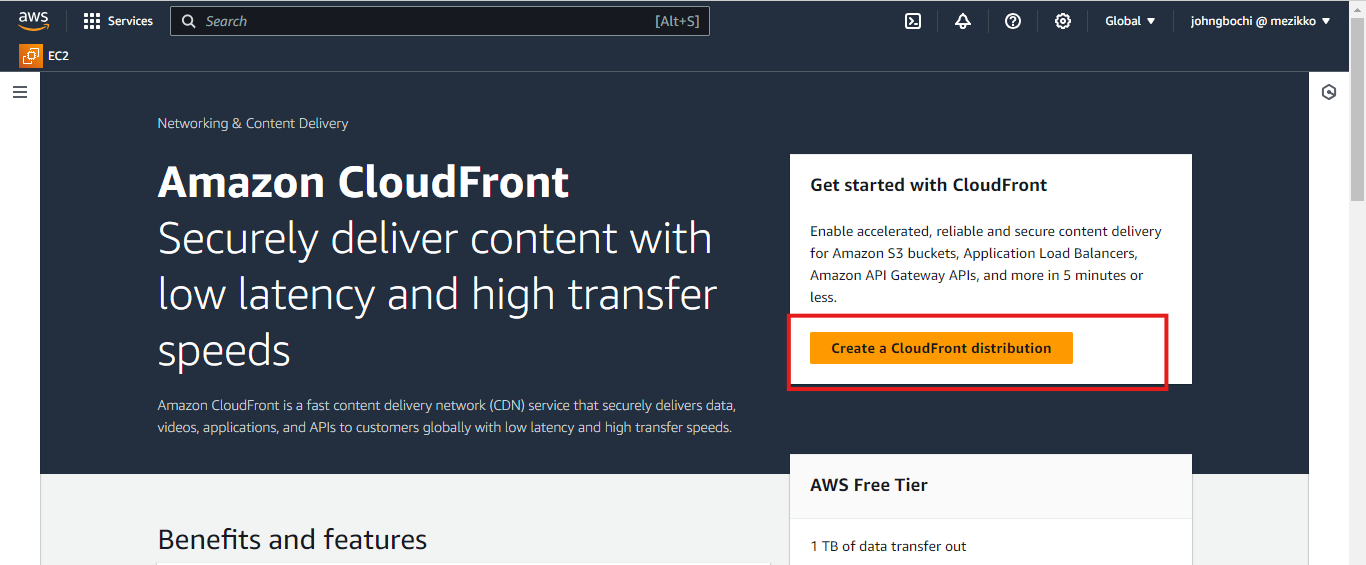 aws
Services
Search
[Alt+S]
Global
johngbochi @ mezikko
EC2
Networking & Content Delivery
Amazon CloudFront
Securely deliver content with
low latency and high transfer
speeds
Amazon CloudFront is a fast content delivery network (CDN) service that securely delivers data,
videos, applications, and APIs to customers globally with low latency and high transfer speeds.
Get started with CloudFront
Enable accelerated, reliable and secure content delivery
for Amazon S3 buckets, Application Load Balancers,
Amazon API Gateway APIs, and more in 5 minutes or
less.
Create a CloudFront distribution
AWS Free Tier
1 TB of data transfer out
Benefits and features